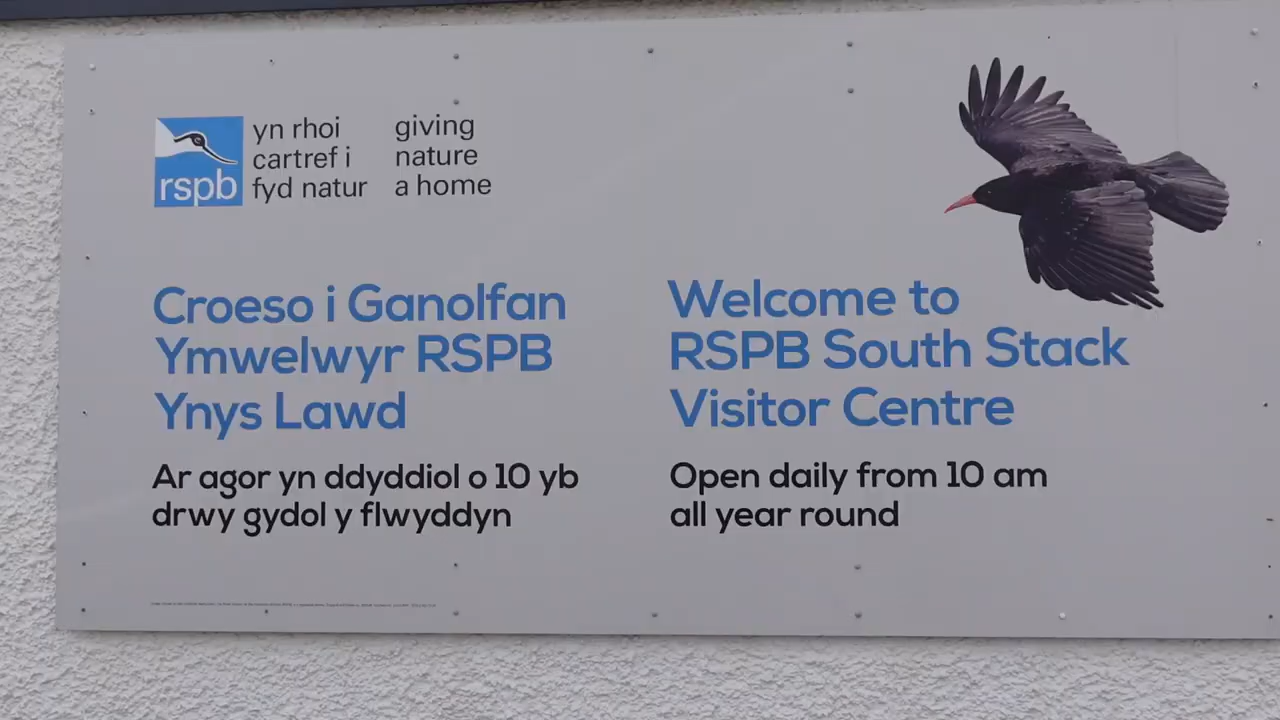 rspb
yn rhoi
cartref i
fyd natur
giving
nature
a home
Croeso i Ganolfan
Ymwelwyr RSPB
Ynys Lawd
Ar agor yn ddyddiol o 10 yb
drwy gydol y flwyddyn
Welcome to
RSPB South Stack
Visitor Centre
Open daily from 10 am
all year round